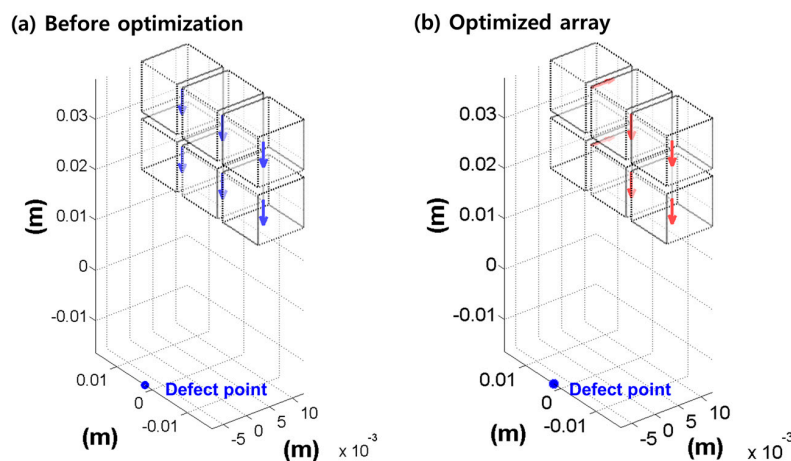 (a) Before optimization
(b) Optimized array
0.03
0.02
0.01
0
-0.01
(m)
0.01
0
-0.01
(m)
-5 0 5 10
(m)
x 10⁻³
Defect point
0.03
0.02
0.01
0
-0.01
(m)
0.01
0
-0.01
(m)
-5 0 5 10
(m)
x 10⁻³
Defect point